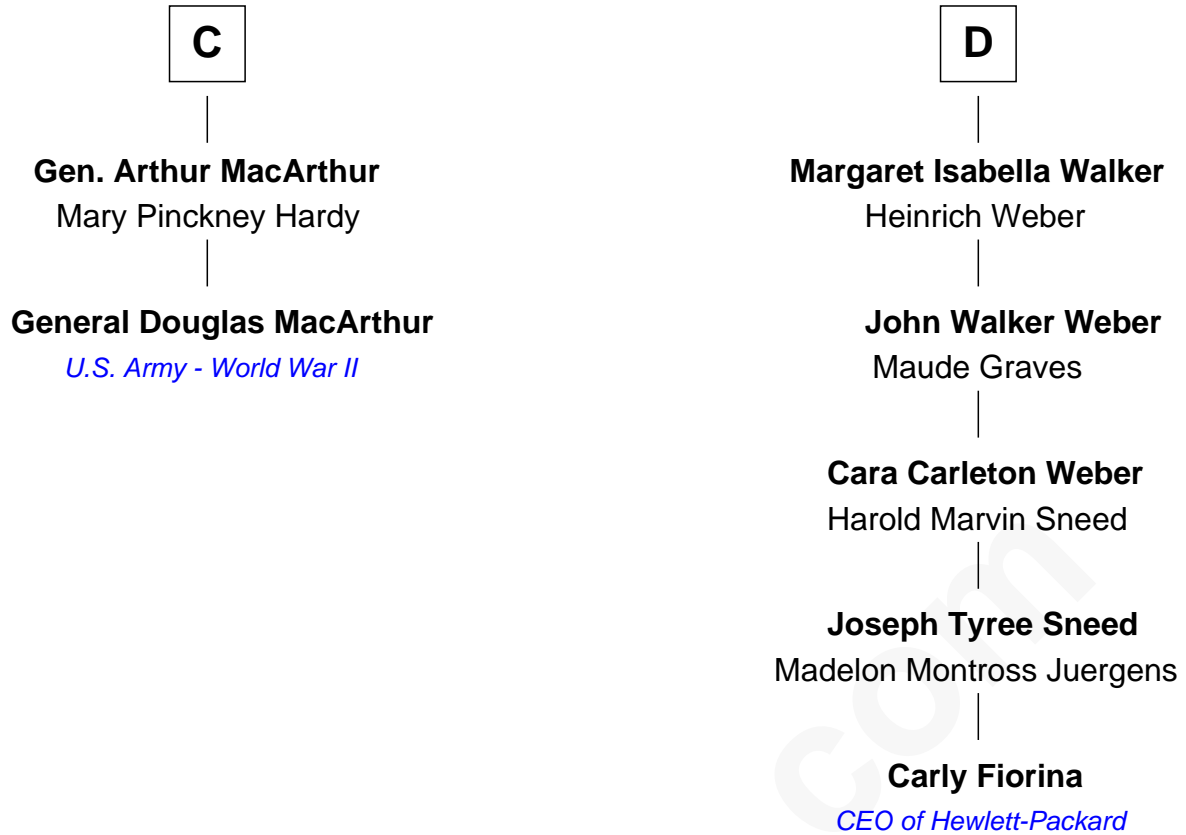 C
Gen. Arthur MacArthur
Mary Pinckney Hardy
General Douglas MacArthur
U.S. Army - World War II
D
Margaret Isabella Walker
Heinrich Weber
John Walker Weber
Maude Graves
Cara Carleton Weber
Harold Marvin Sneed
Joseph Tyree Sneed
Madelon Montross Juergens
Carly Fiorina
CEO of Hewlett-Packard
com